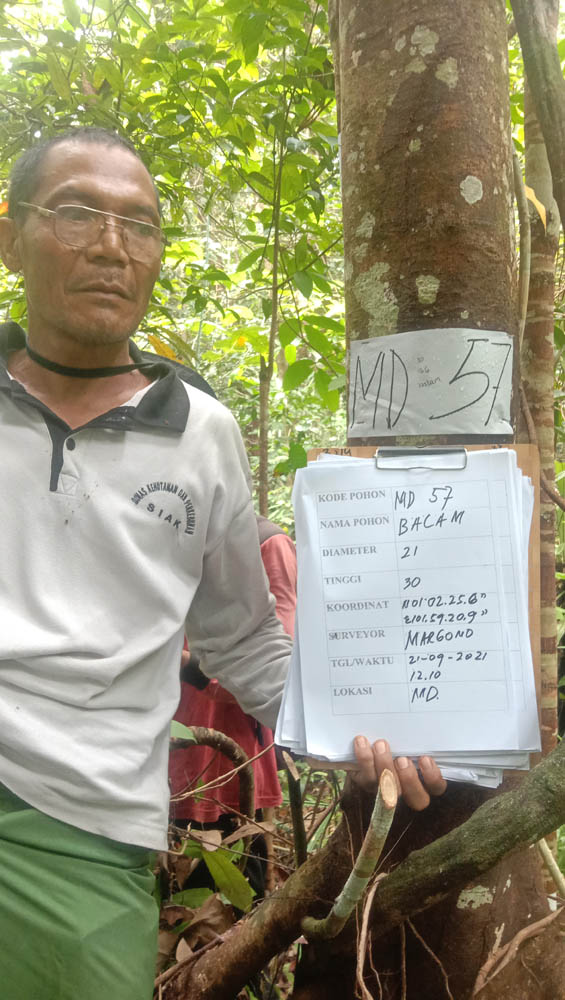 MD 57
DINAS KEHUTANAN DAN PERKEBUNAN
SIAK
KODE POHON MD 57
NAMA POHON BACAM
DIAMETER 21
TINGGI 30
KOORDINAT N01.02.25.6"
E101.59.20.9"
SURVEYOR MARGONO
TGL/WAKTU 21-09-2021
12.10
LOKASI MD.